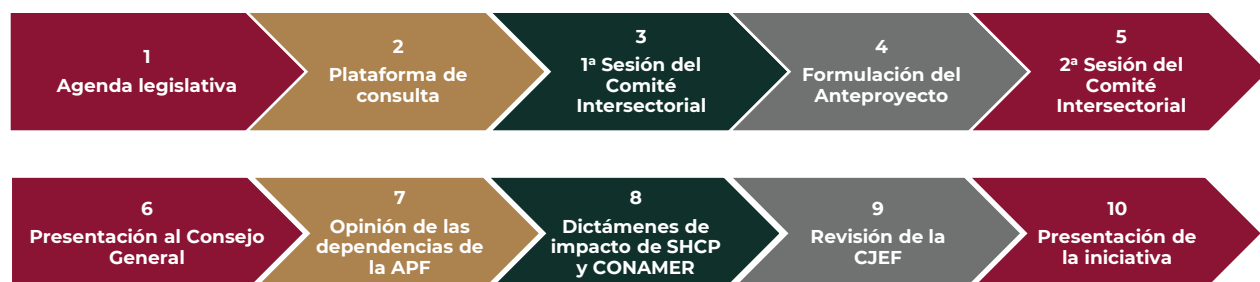 1
Agenda legislativa
2
Plataforma de
consulta
3
1ª Sesión del
Comité
Intersectorial
4
Formulación del
Anteproyecto
5
2ª Sesión del
Comité
Intersectorial
6
Presentación al Consejo
General
7
Opinión de las
dependencias de
la APF
8
Dictámenes de
impacto de SHCP
y CONAMER
9
Revisión de la
CJEF
10
Presentación de
la iniciativa